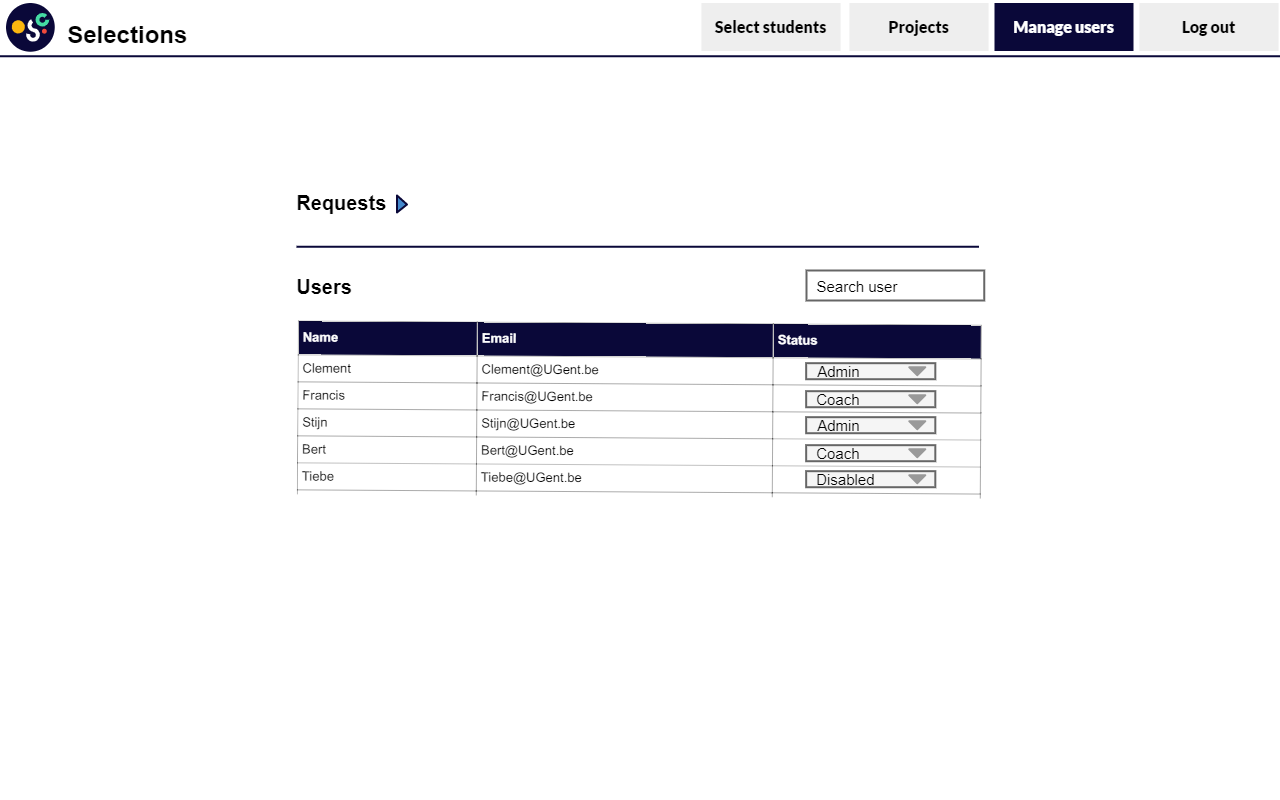 Selections
Select students
Projects
Manage users
Log out
Requests
Users
Search user
Name Email Status
Clement Clement@UGent.be Admin
Francis Francis@UGent.be Coach
Stijn Stijn@UGent.be Admin
Bert Bert@UGent.be Coach
Tiebe Tiebe@UGent.be Disabled